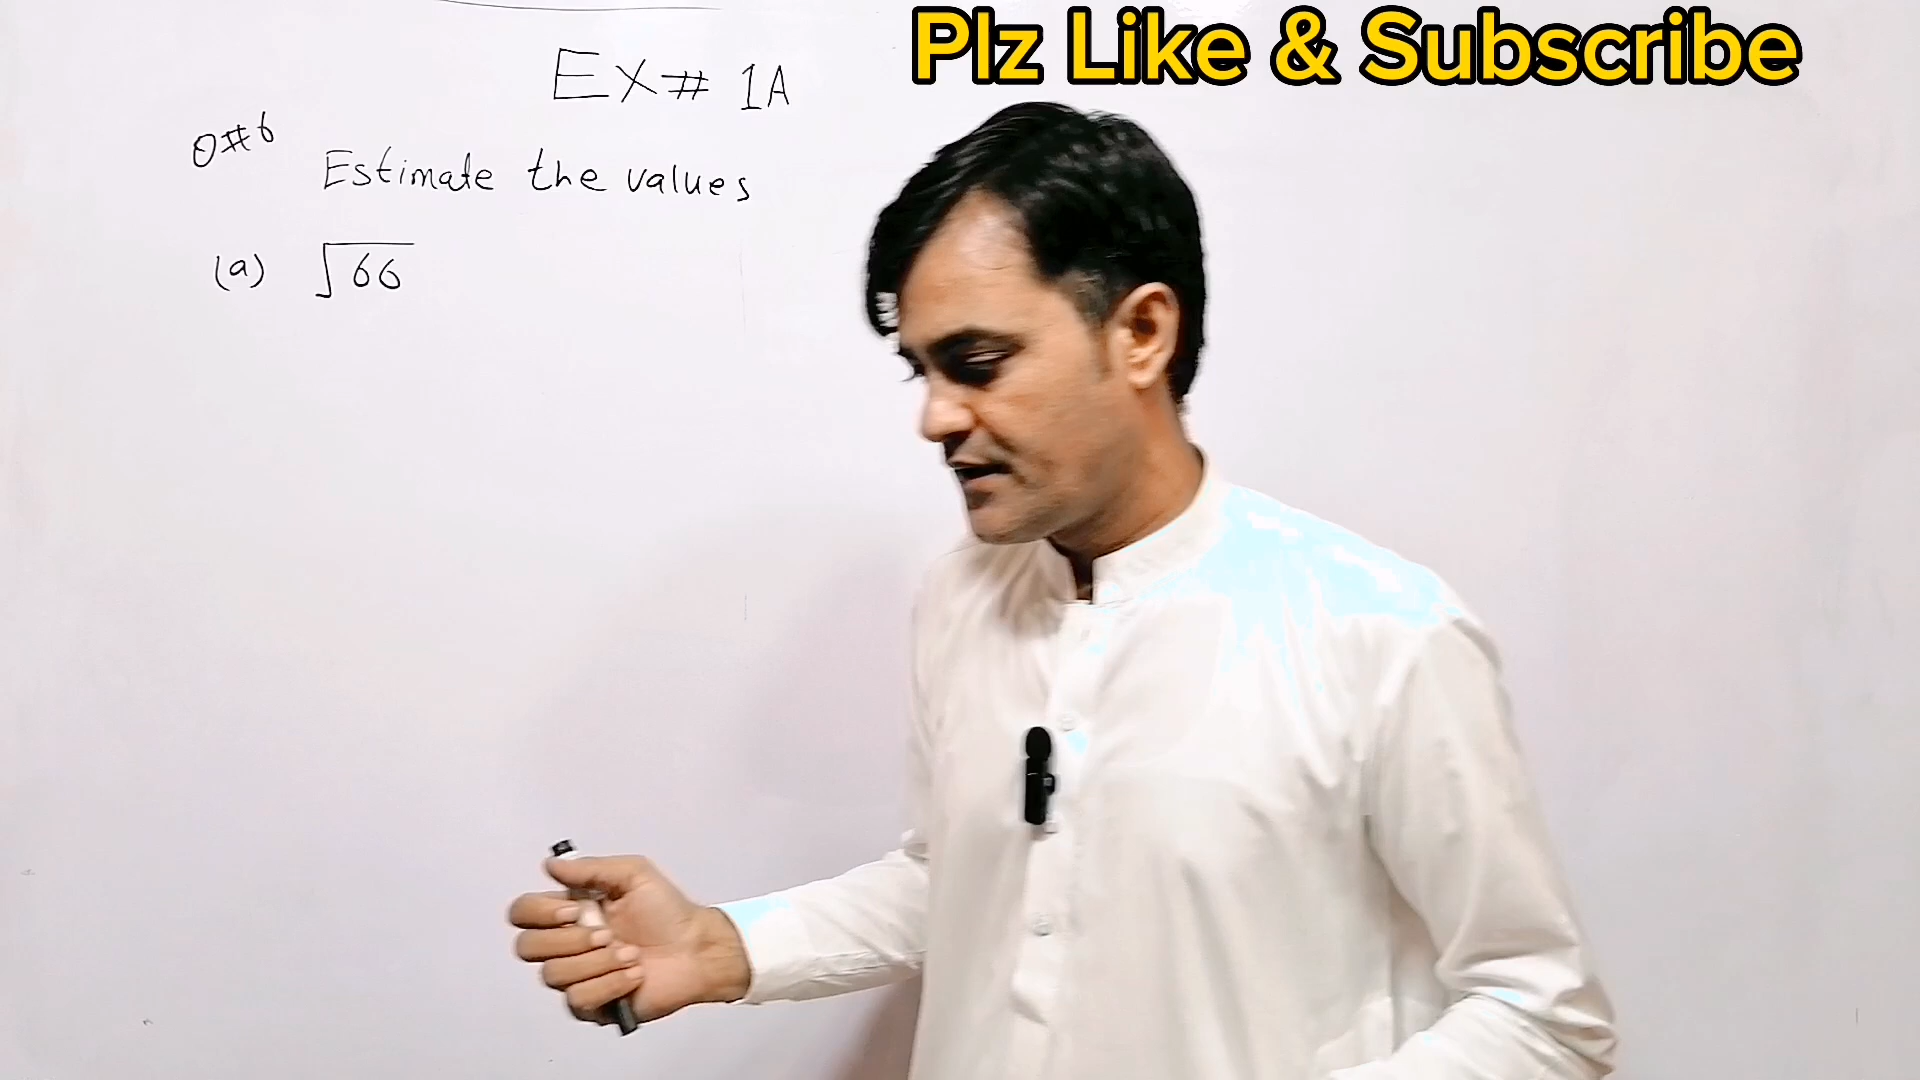 Plz Like & Subscribe
Ex# 1A
Q#6
Estimate the values
(a) √66